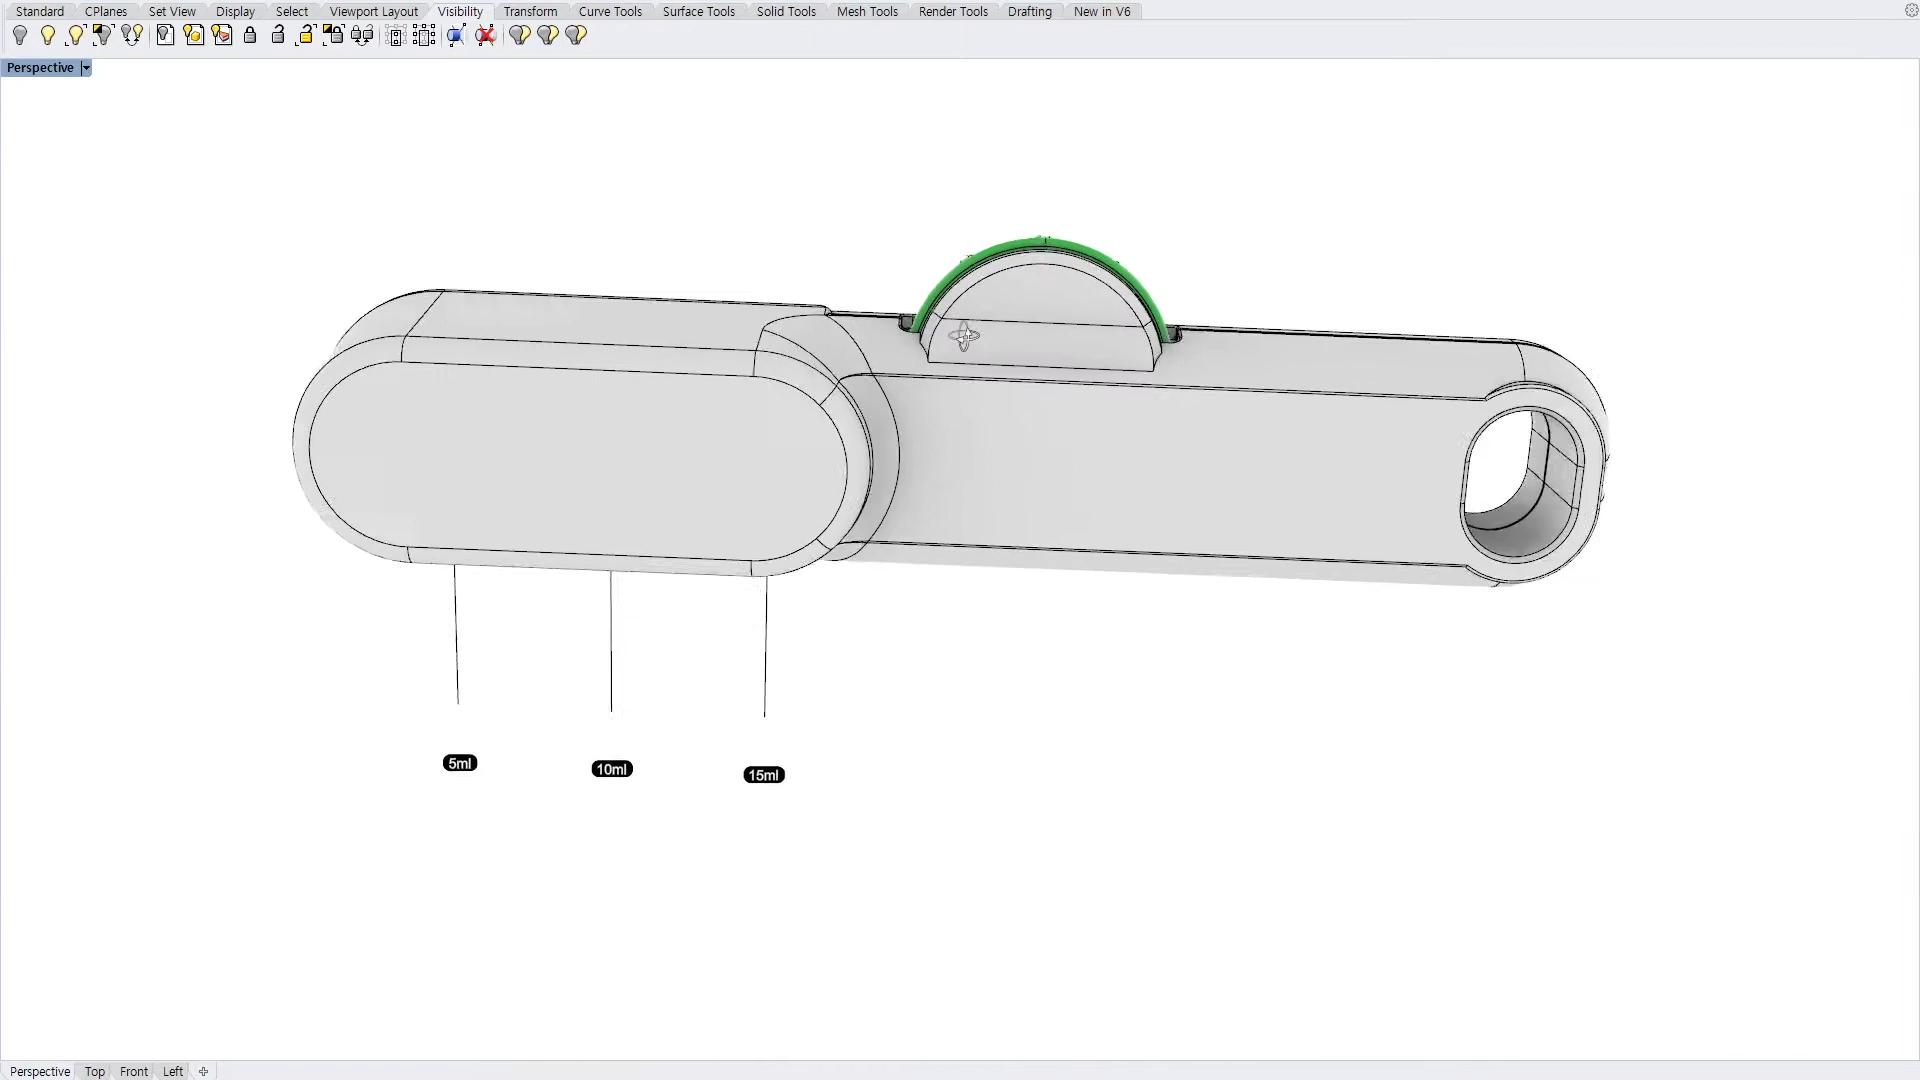 Standard CPlanes Set View Display Select Viewport Layout Visibility Transform Curve Tools Surface Tools Solid Tools Mesh Tools Render Tools Drafting New in V6
Perspective
5ml
10ml
15ml
Perspective Top Front Left